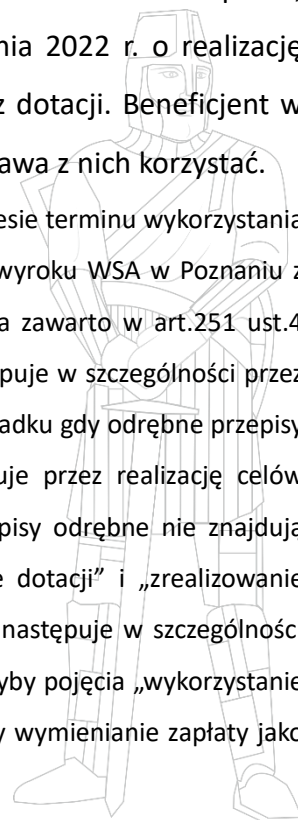 nia 2022 r. o realizację
z dotacji. Beneficjent w
awa z nich korzystać.
esie terminu wykorzystania
wyroku WSA w Poznaniu z
a zawarto w art.251 ust.4
puje w szczególności przez
adku gdy odrębne przepisy
uje przez realizację celów
pisy odrębne nie znajdują
e dotacji” i „zrealizowanie
następuje w szczególności
yby pojęcia „wykorzystanie
y wymienianie zapłaty jako